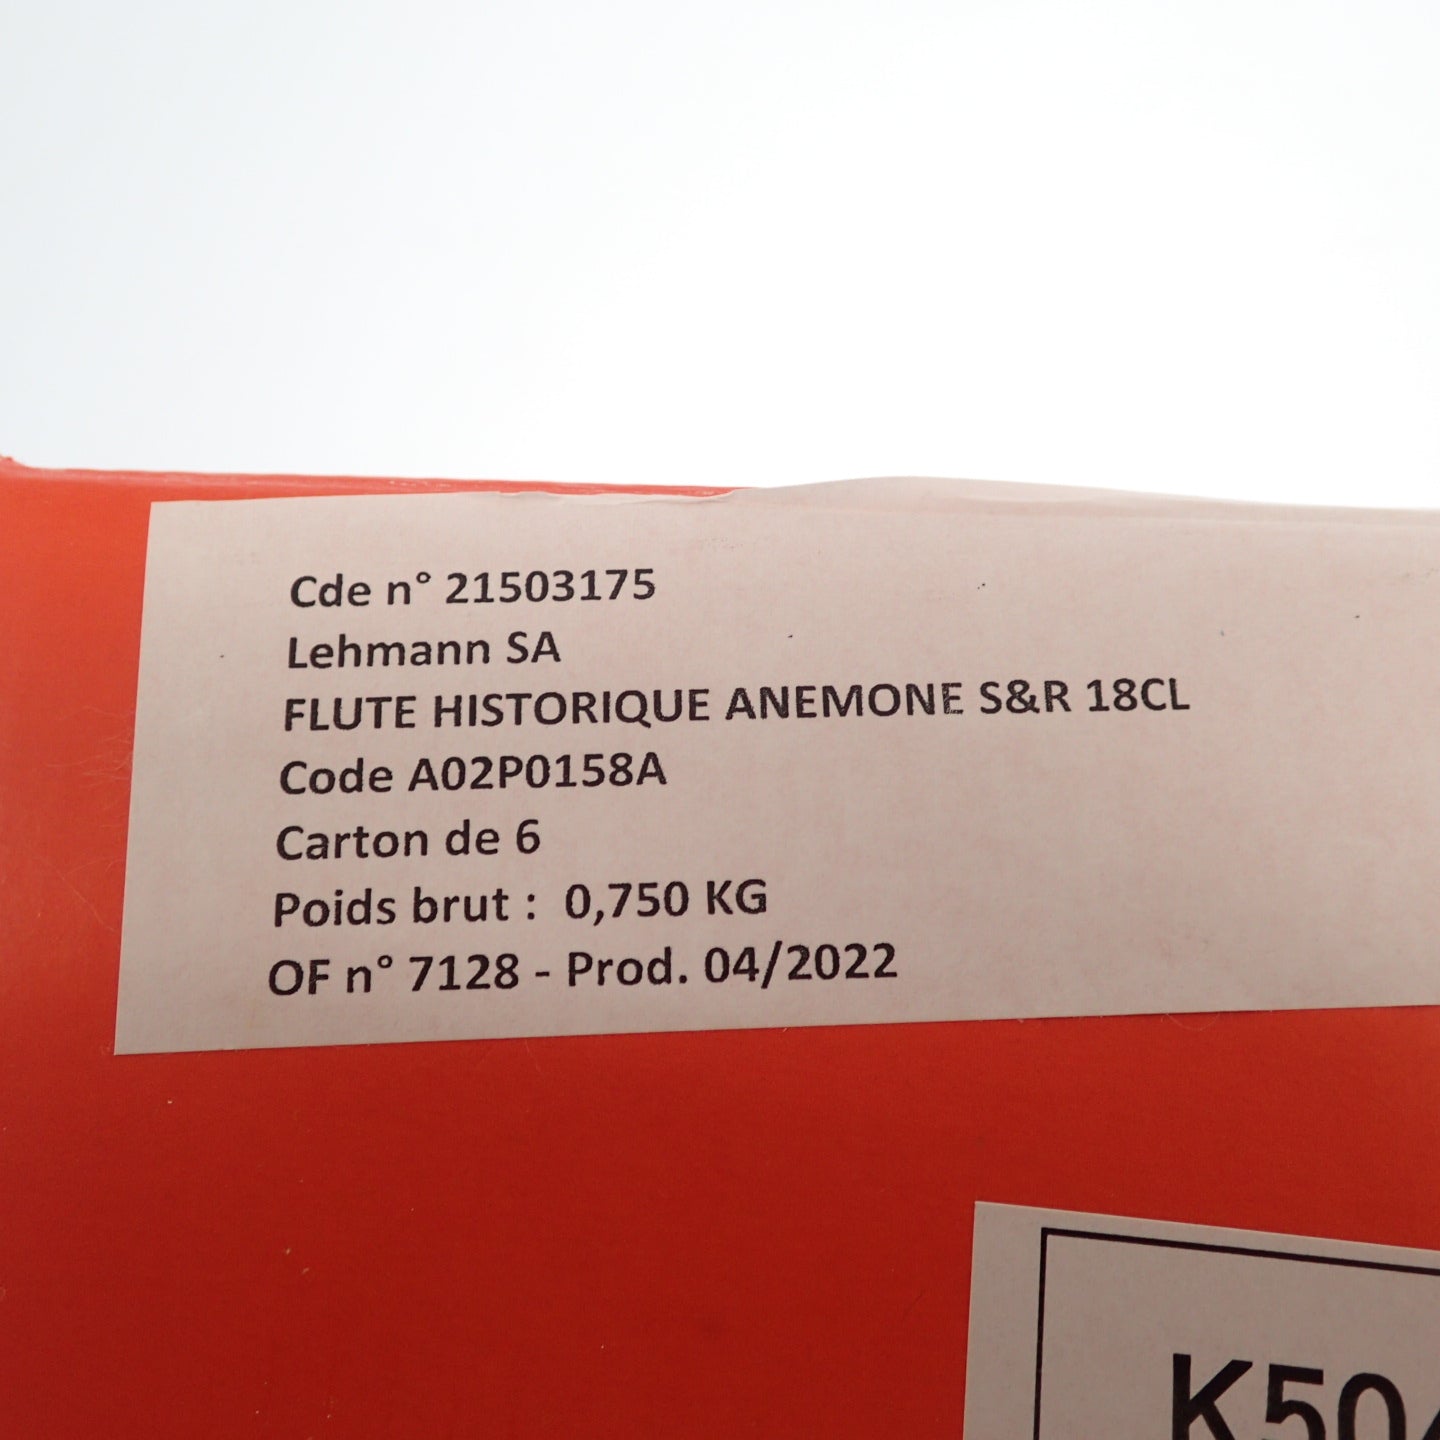 Cde n° 21503175
Lehmann SA
FLUTE HISTORIQUE ANEMONE S&R 18CL
Code A02P0158A
Carton de 6
Poids brut : 0,750 KG
OF n° 7128 - Prod. 04/2022